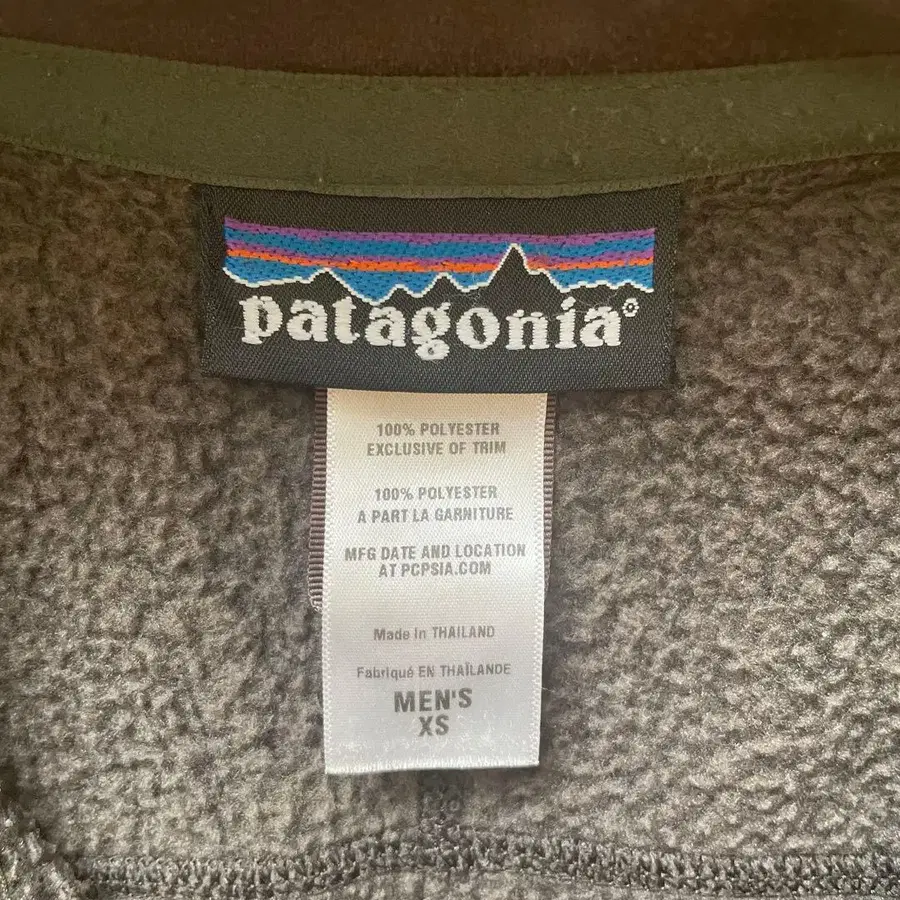 patagonia®
100% POLYESTER
EXCLUSIVE OF TRIM
100% POLYESTER
A PART LA GARNITURE
MFG DATE AND LOCATION
AT PCPSIA.COM
Made In THAILAND
Fabriqué EN THAÏLANDE
MEN'S
XS